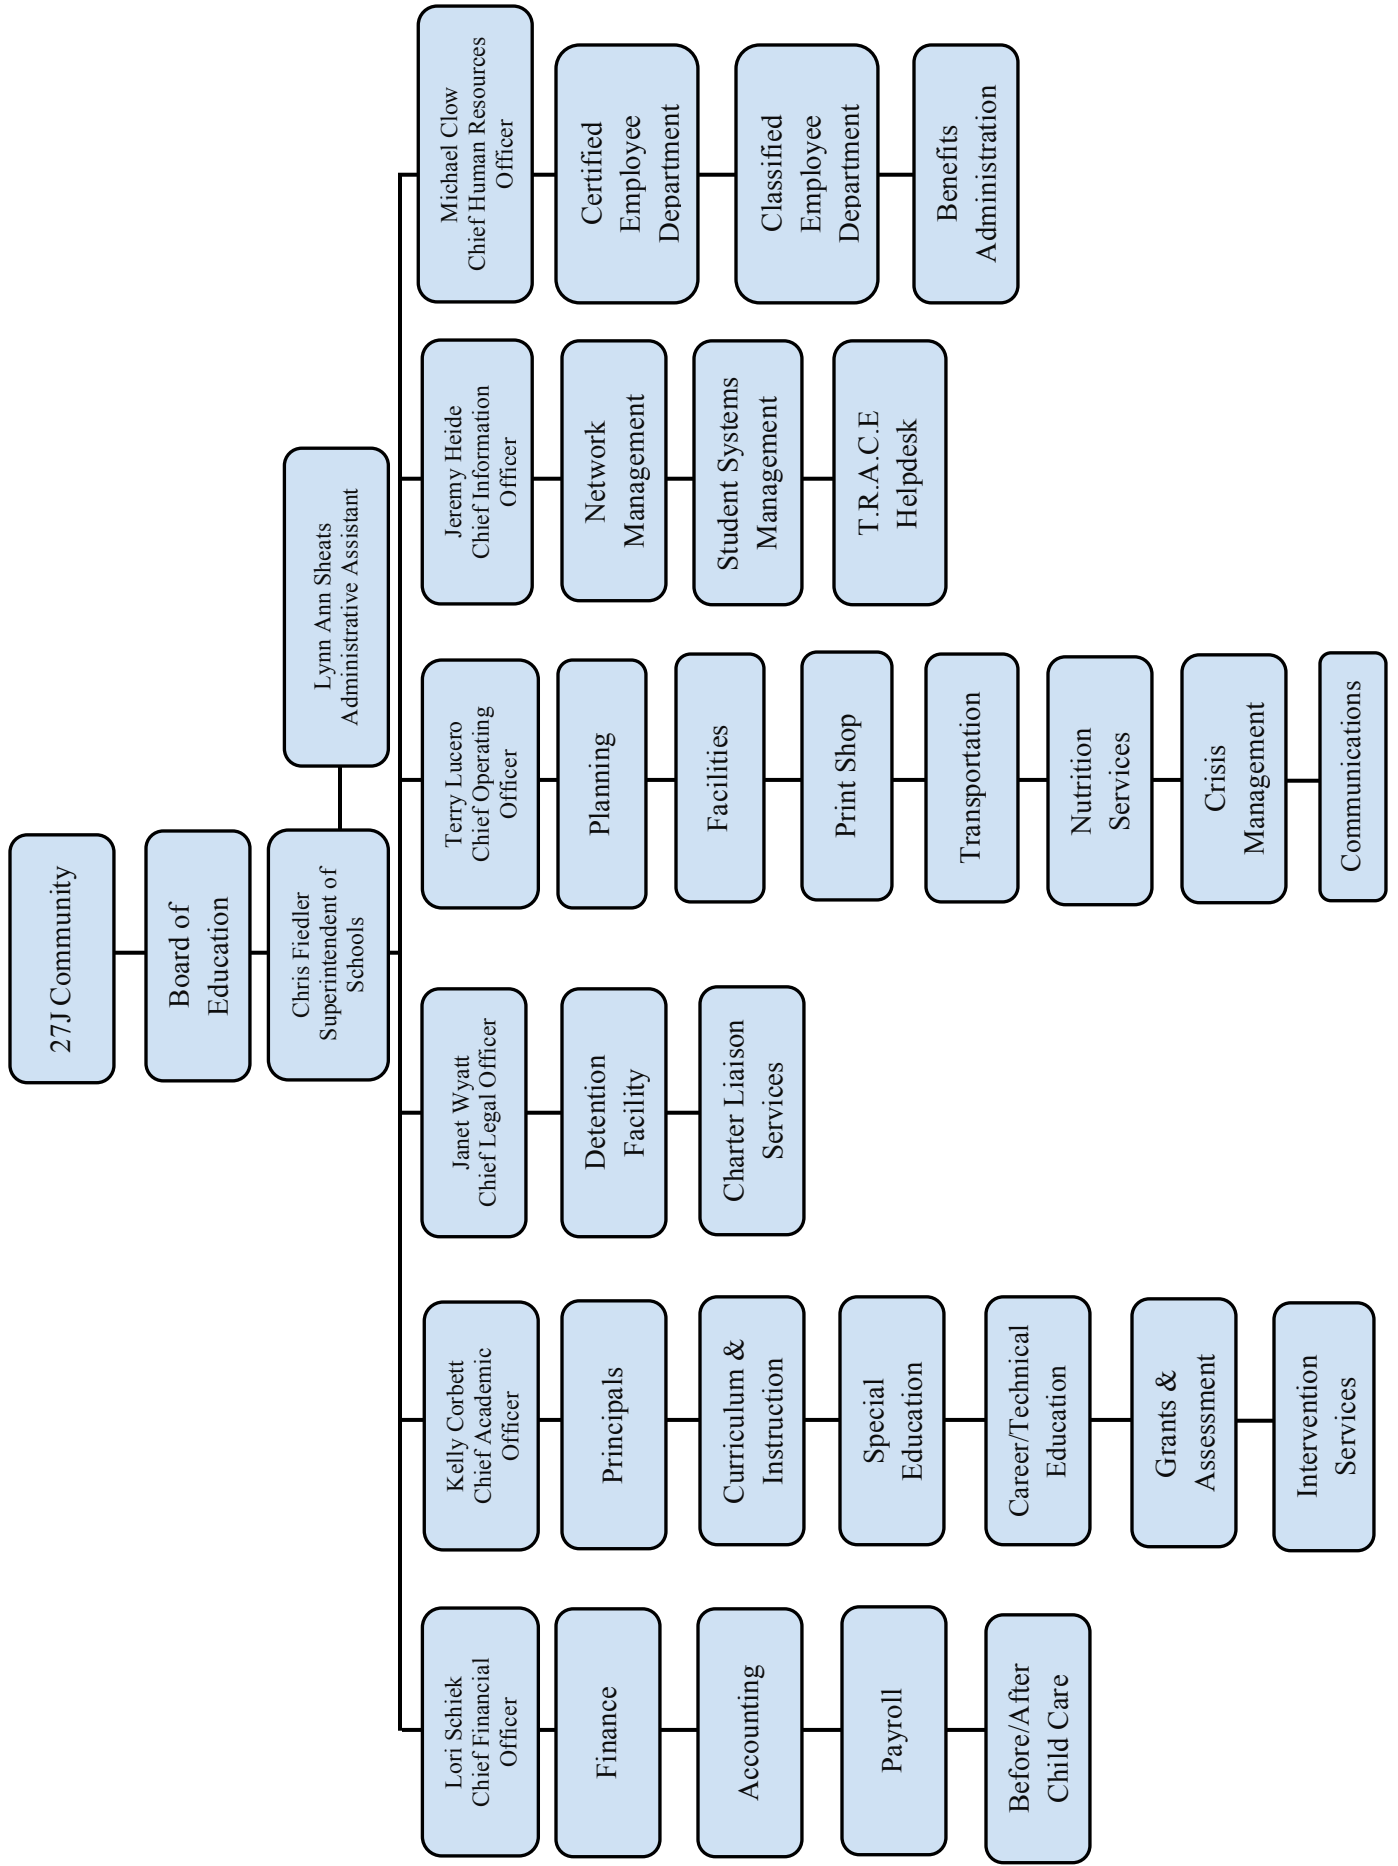 27J Community
Board of
Education
Chris Fiedler
Superintendent of
Schools
Lynn Ann Sheats
Administrative Assistant
Lori Schiek
Chief Financial
Officer
Finance
Accounting
Payroll
Before/After
Child Care
Kelly Corbett
Chief Academic
Officer
Principals
Curriculum &
Instruction
Special
Education
Career/Technical
Education
Grants &
Assessment
Intervention
Services
Janet Wyatt
Chief Legal Officer
Detention
Facility
Charter Liaison
Services
Terry Lucero
Chief Operating
Officer
Planning
Facilities
Print Shop
Transportation
Nutrition
Services
Crisis
Management
Communications
Jeremy Heide
Chief Information
Officer
Network
Management
Student Systems
Management
T.R.A.C.E
Helpdesk
Michael Clow
Chief Human Resources
Officer
Certified
Employee
Department
Classified
Employee
Department
Benefits
Administration